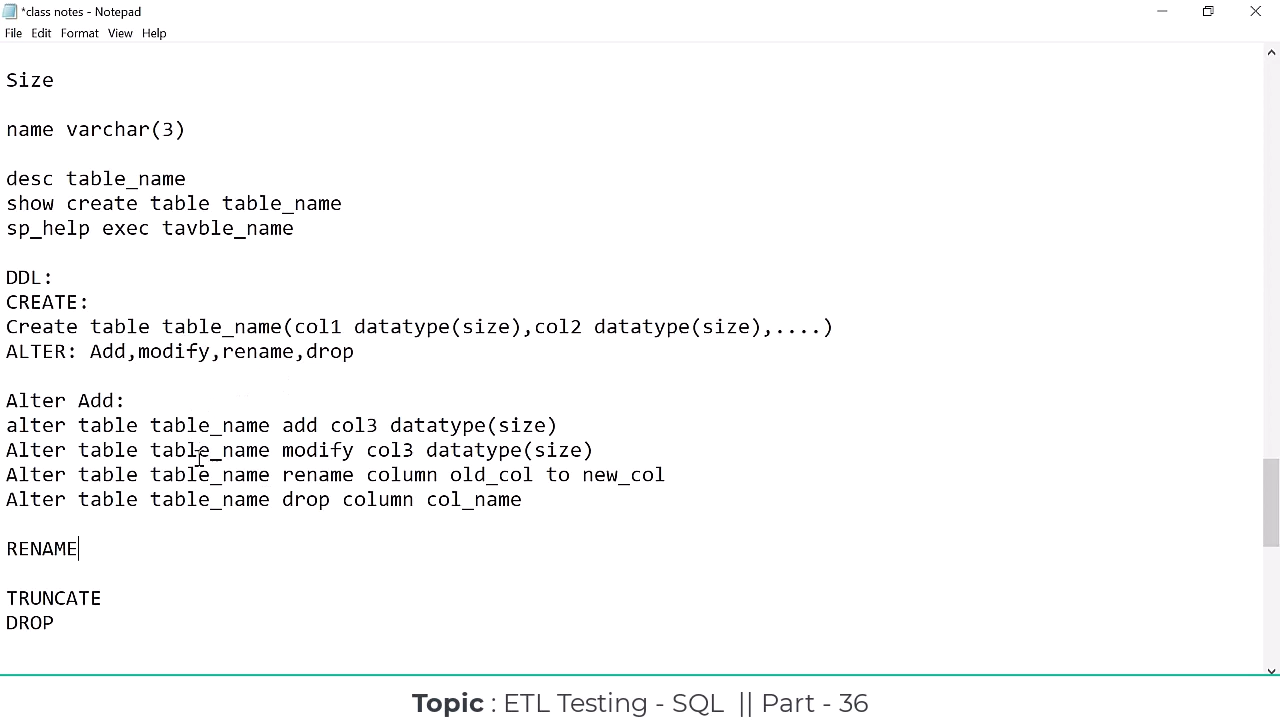 *class notes - Notepad
File Edit Format View Help
Size
name varchar(3)
desc table_name
show create table table_name
sp_help exec tavble_name
DDL:
CREATE:
Create table table_name(col1 datatype(size),col2 datatype(size),....)
ALTER: Add,modify,rename,drop
Alter Add:
alter table table_name add col3 datatype(size)
Alter table table_name modify col3 datatype(size)
Alter table table_name rename column old_col to new_col
Alter table table_name drop column col_name
RENAME
TRUNCATE
DROP
Topic : ETL Testing - SQL || Part - 36